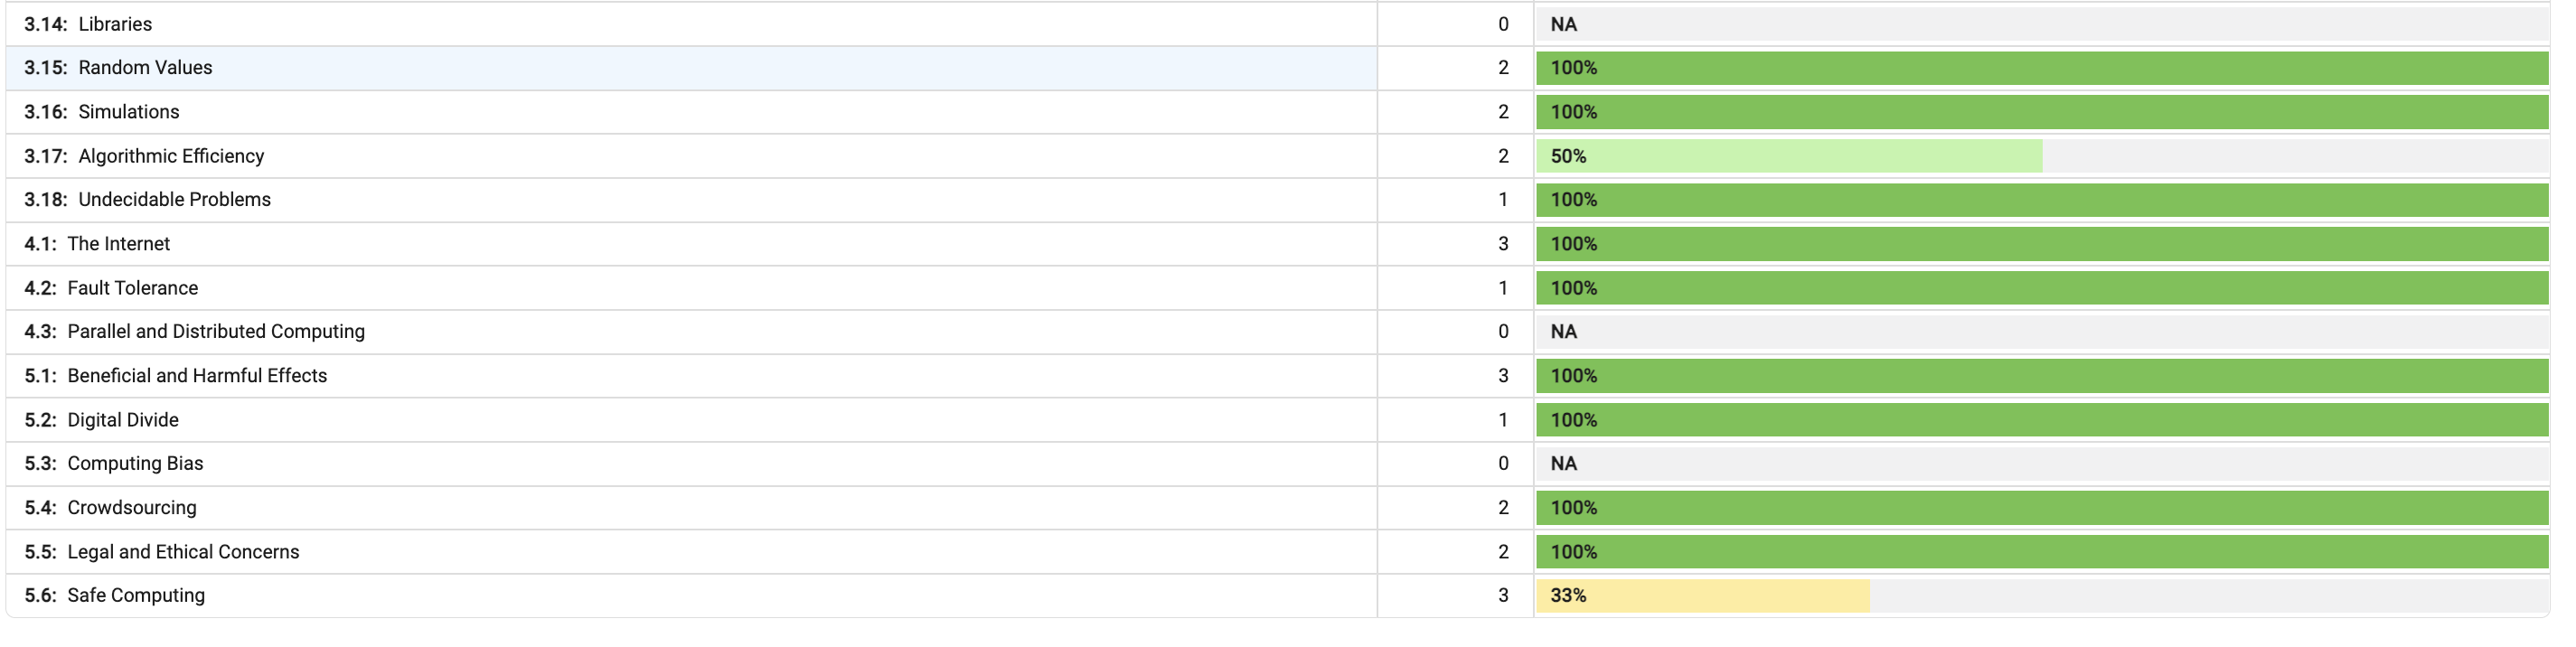 3.14: Libraries 0 NA
3.15: Random Values 2 100%
3.16: Simulations 2 100%
3.17: Algorithmic Efficiency 2 50%
3.18: Undecidable Problems 1 100%
4.1: The Internet 3 100%
4.2: Fault Tolerance 1 100%
4.3: Parallel and Distributed Computing 0 NA
5.1: Beneficial and Harmful Effects 3 100%
5.2: Digital Divide 1 100%
5.3: Computing Bias 0 NA
5.4: Crowdsourcing 2 100%
5.5: Legal and Ethical Concerns 2 100%
5.6: Safe Computing 3 33%